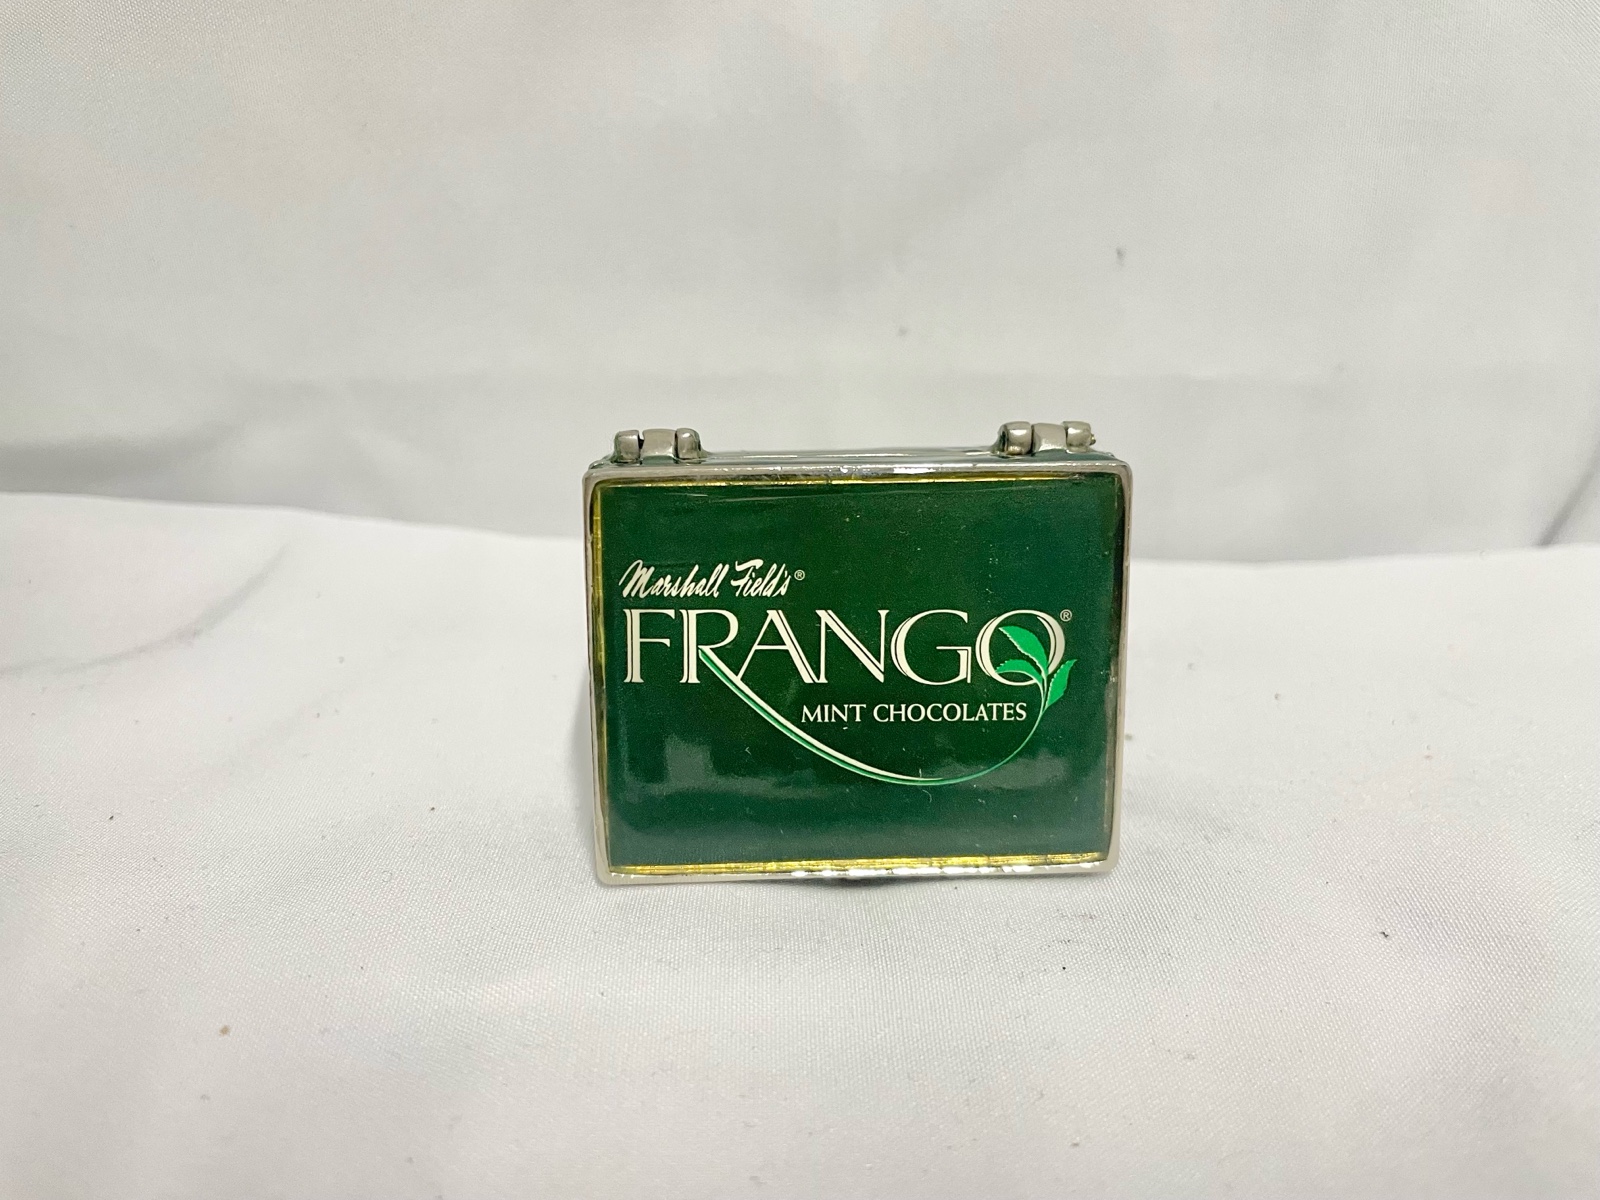 Marshall Field's®
FRANGO®
MINT CHOCOLATES